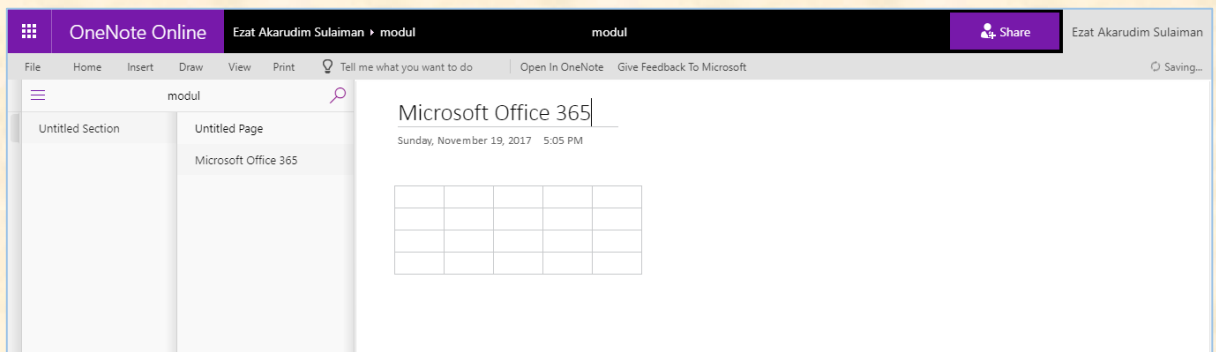 OneNote Online Ezat Akarudim Sulaiman ▸ modul modul Share Ezat Akarudim Sulaiman
File Home Insert Draw View Print Tell me what you want to do Open In OneNote Give Feedback To Microsoft Saving...
modul
Untitled Section Untitled Page
Microsoft Office 365
Microsoft Office 365
Sunday, November 19, 2017 5:05 PM